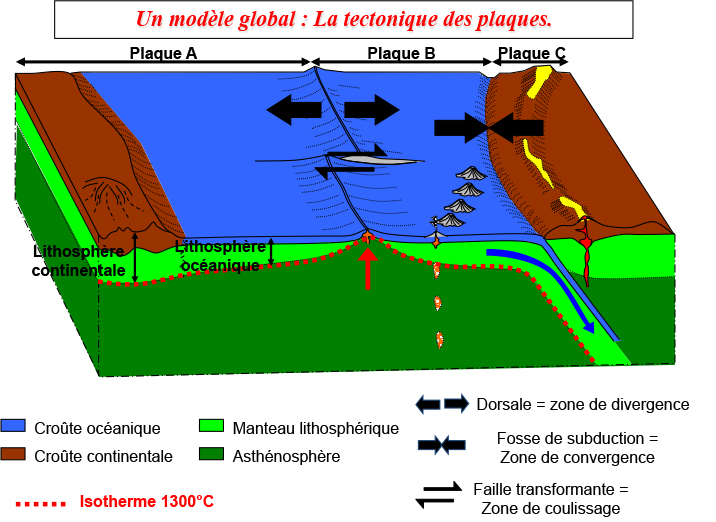 Un modèle global : La tectonique des plaques.
Plaque A
Plaque B
Plaque C
Lithosphère
continentale
Lithosphère
océanique
Croûte océanique
Croûte continentale
Manteau lithosphérique
Asthénosphère
Isotherme 1300°C
Dorsale = zone de divergence
Fosse de subduction =
Zone de convergence
Faille transformante =
Zone de coulissage